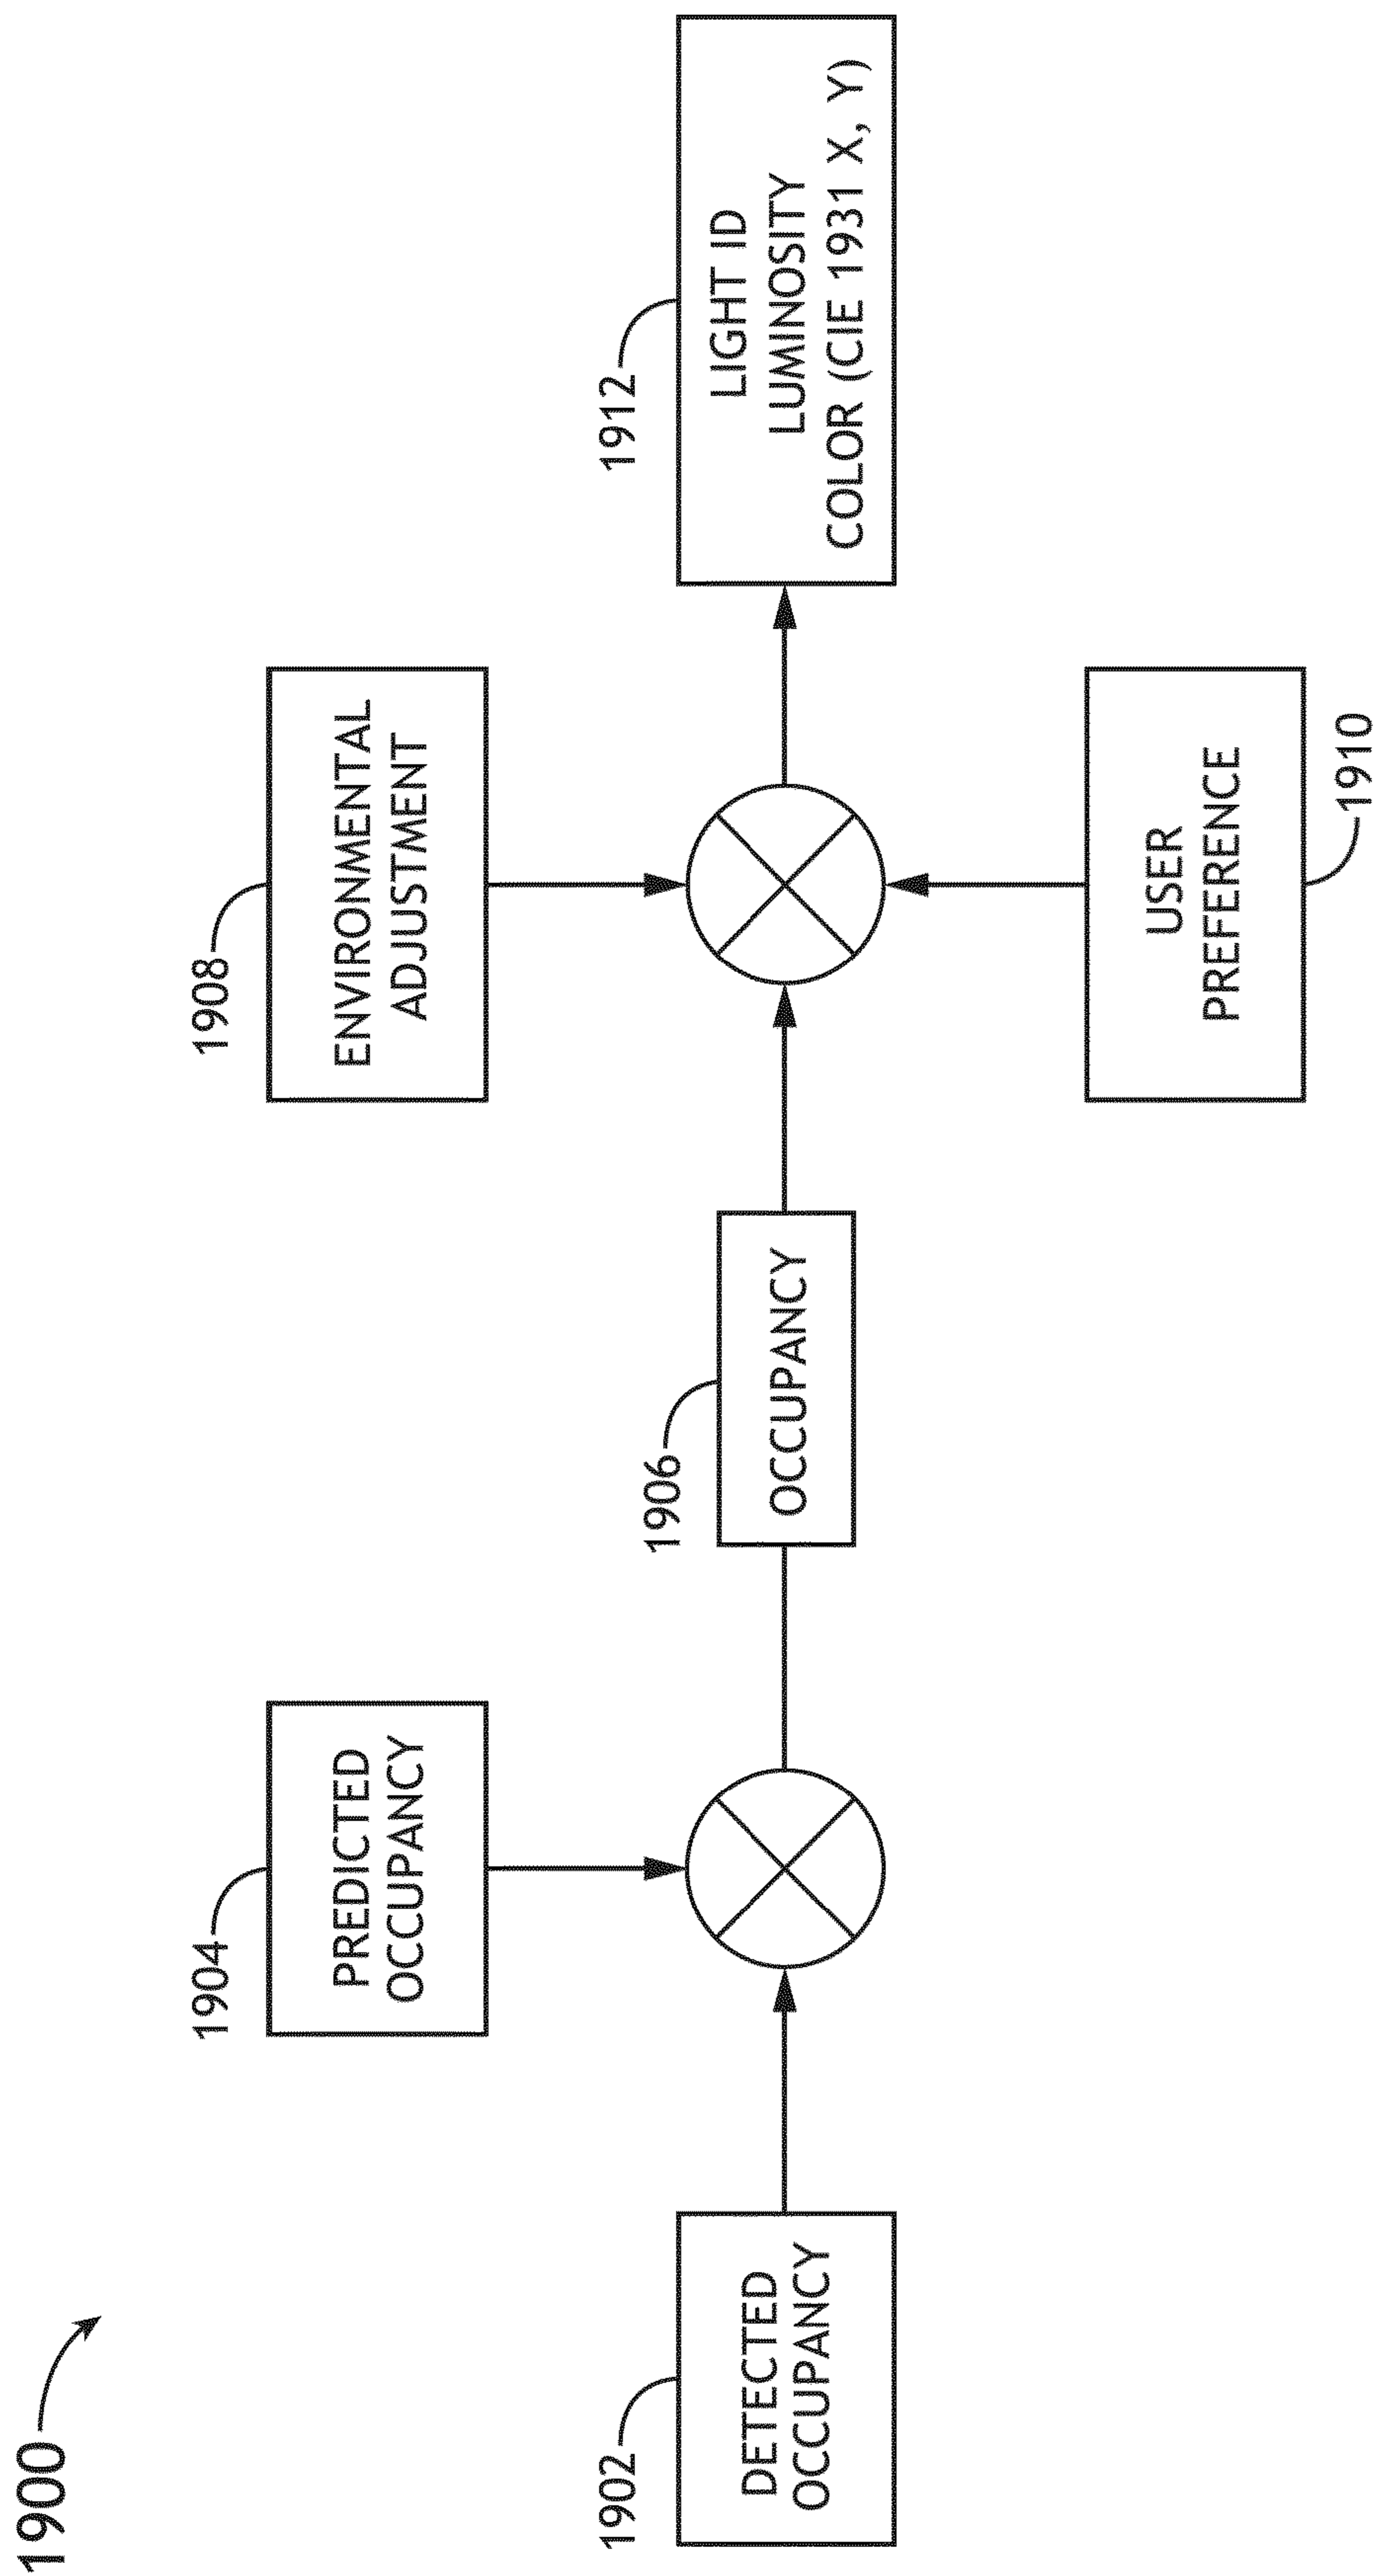 1900
1902
DETECTED
OCCUPANCY
1904
PREDICTED
OCCUPANCY
1906
OCCUPANCY
1908
ENVIRONMENTAL
ADJUSTMENT
USER
PREFERENCE
1910
1912
LIGHT ID
LUMINOSITY
COLOR (CIE 1931 X, Y)